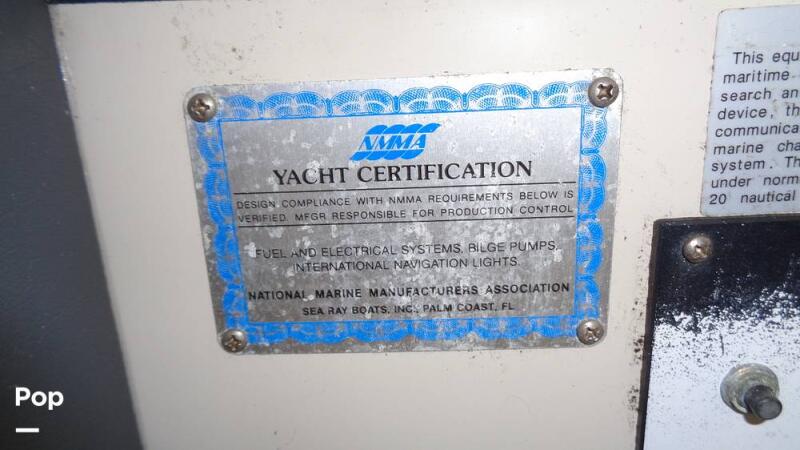 NMMA
YACHT CERTIFICATION
DESIGN COMPLIANCE WITH NMMA REQUIREMENTS BELOW IS
VERIFIED. MFGR RESPONSIBLE FOR PRODUCTION CONTROL
FUEL AND ELECTRICAL SYSTEMS, BILGE PUMPS,
INTERNATIONAL NAVIGATION LIGHTS.
NATIONAL MARINE MANUFACTURERS ASSOCIATION
SEA RAY BOATS, INC., PALM COAST, FL
This equ
maritime
search an
device, th
communica
marine cha
system. Th
under norm
20 nautical
Pop